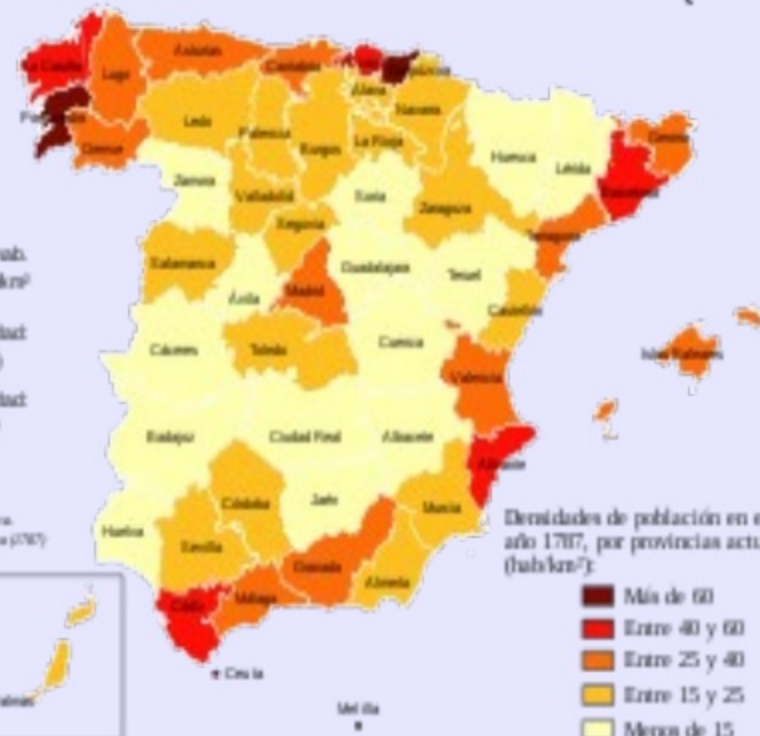 La Coruña
Lugo
Asturias
Cantabria
Orense
León
Palencia
Burgos
Álava
Navarra
La Rioja
Huesca
Lérida
Gerona
Barcelona
Zamora
Valladolid
Soria
Zaragoza
Tarragona
Segovia
Salamanca
Ávila
Madrid
Guadalajara
Teruel
Castellón
Cáceres
Toledo
Cuenca
Valencia
Islas Baleares
Badajoz
Ciudad Real
Albacete
Alicante
Huelva
Sevilla
Córdoba
Jaén
Murcia
Granada
Almería
Cádiz
Málaga
Ceuta
Melilla
Densidades de población en e
año 1787, por provincias actu
(hab/km²):
Más de 60
Entre 40 y 60
Entre 25 y 40
Entre 15 y 25
Menos de 15